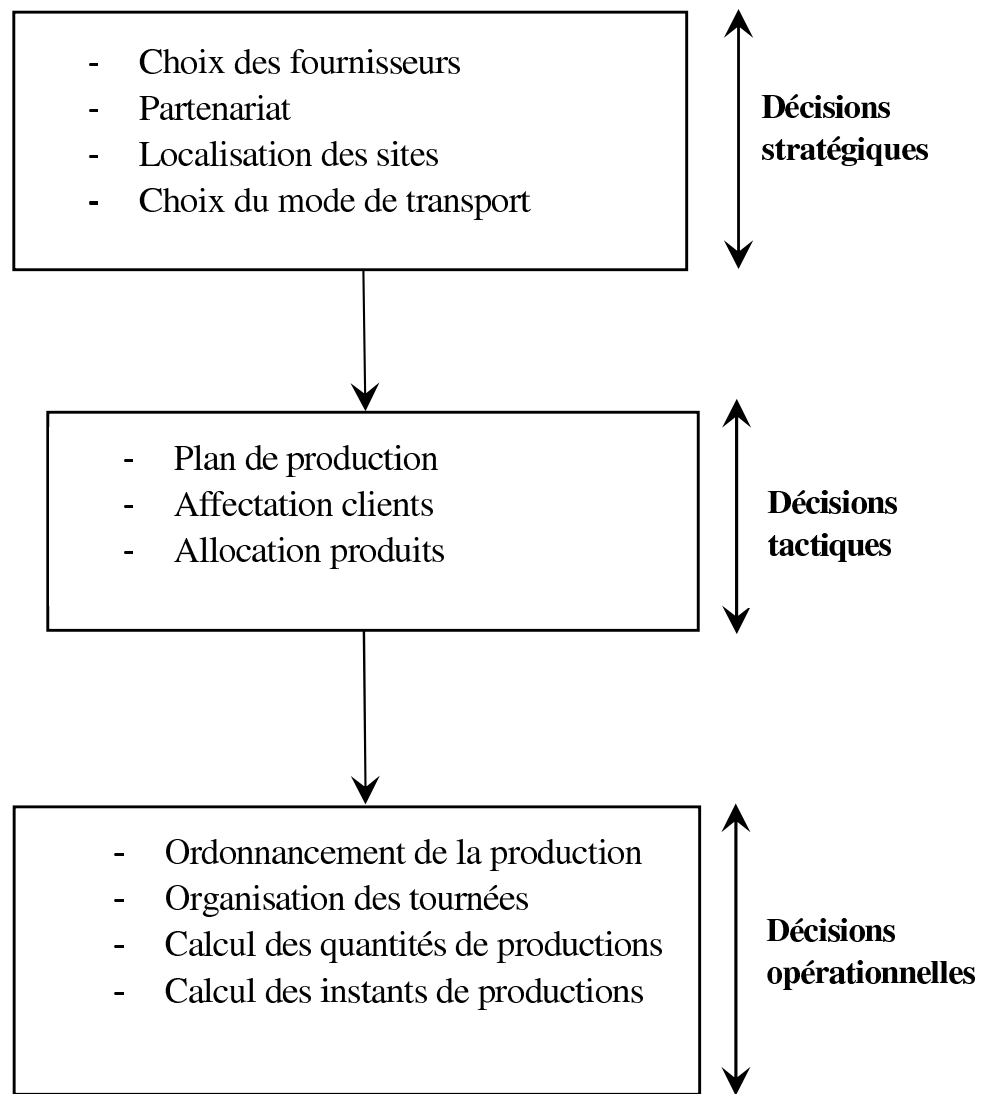 - Choix des fournisseurs
- Partenariat
- Localisation des sites
- Choix du mode de transport
Décisions
stratégiques
- Plan de production
- Affectation clients
- Allocation produits
Décisions
tactiques
- Ordonnancement de la production
- Organisation des tournées
- Calcul des quantités de productions
- Calcul des instants de productions
Décisions
opérationnelles